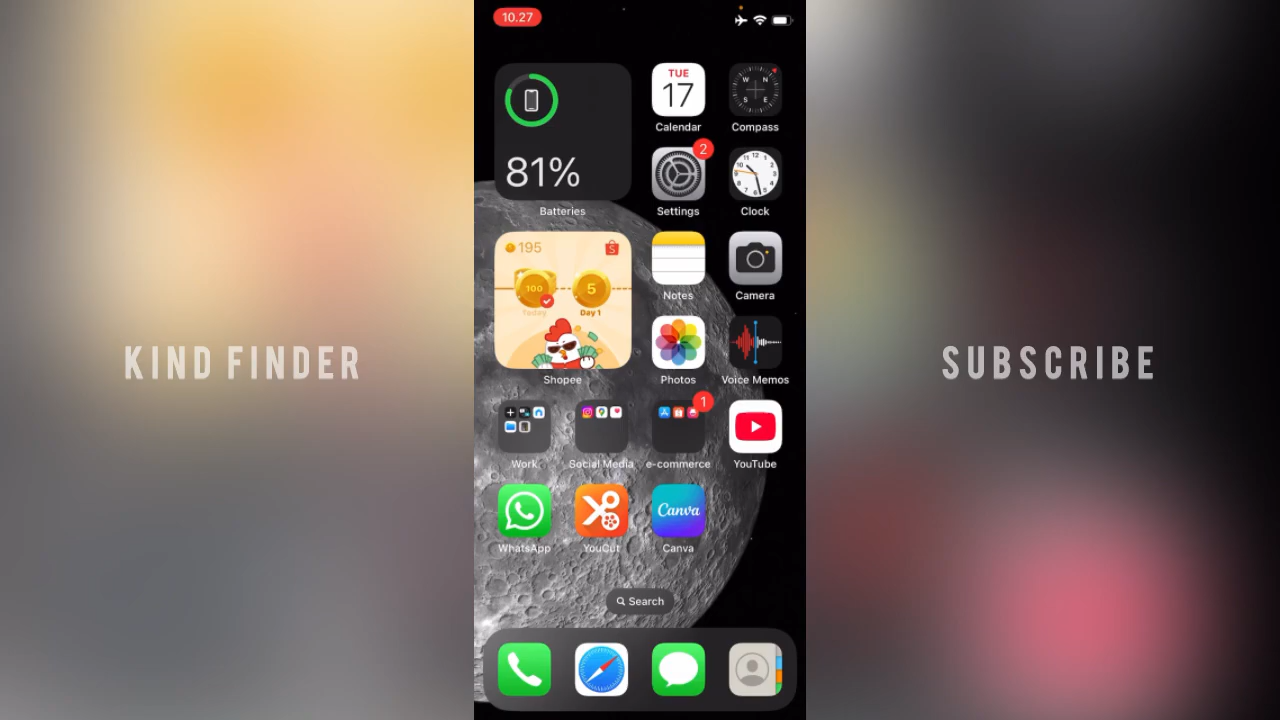 10.27
KIND FINDER
SUBSCRIBE
81%
Batteries
TUE
17
Calendar
W N
S E
Compass
2
Settings
Clock
195
100
5
Today
Day 1
Shopee
Notes
Camera
Photos
Voice Memos
Work
Social Media
1
e-commerce
YouTube
WhatsApp
YouCut
Canva
Canva
Search